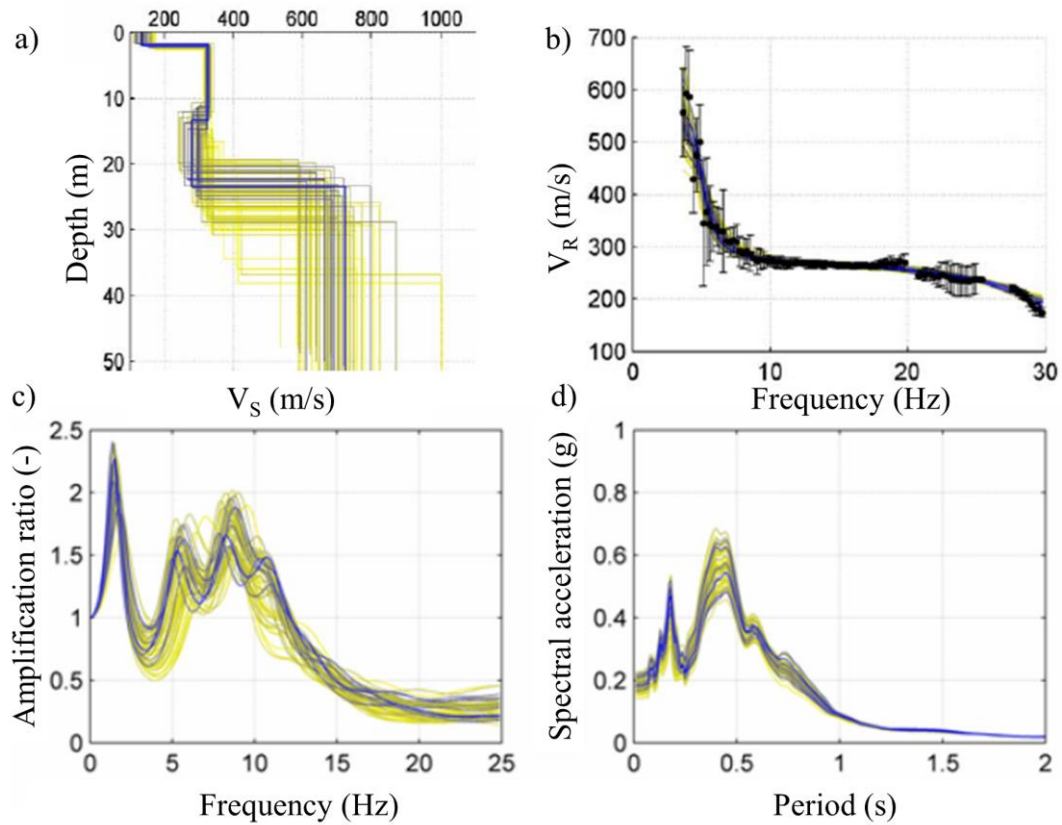 a)
200 400 600 800 1000
0
10
20
30
40
50
Depth (m)
V_S (m/s)
b)
700
600
500
400
300
200
100
V_R (m/s)
0 10 20 30
Frequency (Hz)
c)
2.5
2
1.5
1
0.5
0
Amplification ratio (-)
0 5 10 15 20 25
Frequency (Hz)
d)
1
0.8
0.6
0.4
0.2
0
Spectral acceleration (g)
0 0.5 1 1.5 2
Period (s)